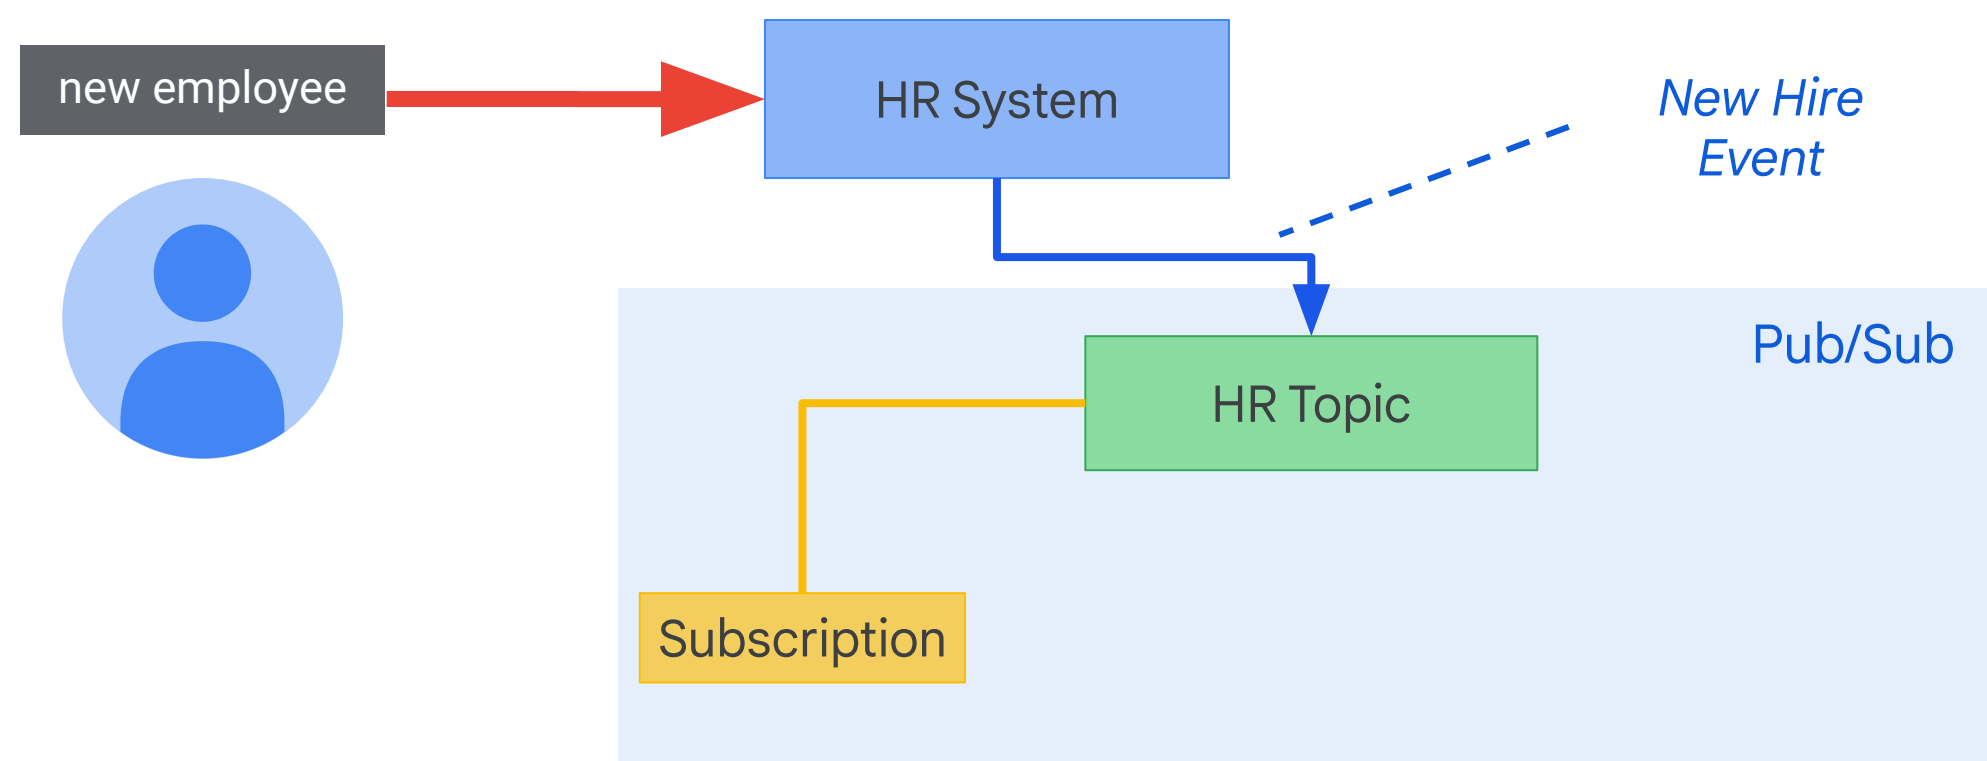 new employee
HR System
New Hire
Event
Pub/Sub
HR Topic
Subscription